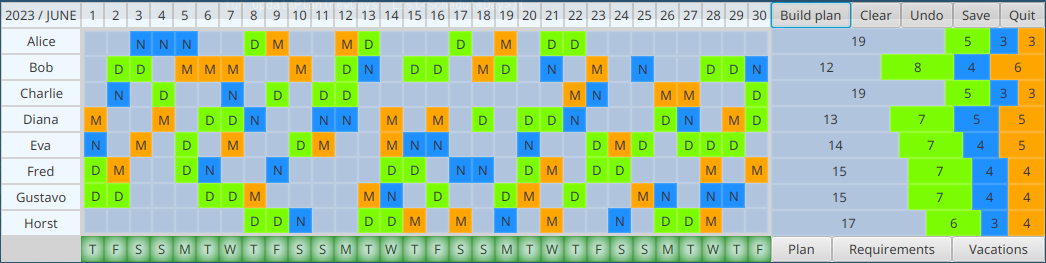 2023 / JUNE 1 2 3 4 5 6 7 8 9 10 11 12 13 14 15 16 17 18 19 20 21 22 23 24 25 26 27 28 29 30 Build plan Clear Undo Save Quit
Alice N N N D M M D D M D D 19 5 3 3
Bob D D M M M M D N D D M D N M N D D N 12 8 4 6
Charlie N D N D D D M N M M D 19 5 3 3
Diana M M D D N N N M M D D D N D N M D 13 7 5 5
Eva N M D M D M M N N N D M D D D D 14 7 4 5
Fred D M D N N D D N N D M D D M M 15 7 4 4
Gustavo D D D D M M N D D M D M N N N 15 7 4 4
Horst D D N D D M M N M N D D M 17 6 3 4
T F S S M T W T F S S M T W T F S S M T W T F S S M T W T F Plan Requirements Vacations